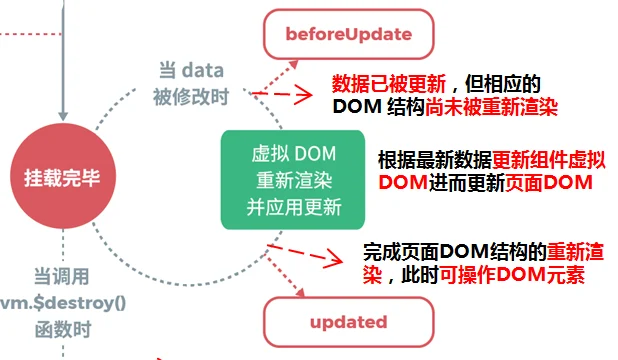 beforeUpdate
当 data
被修改时
数据已被更新，但相应的
DOM 结构尚未被重新渲染
挂载完毕
虚拟 DOM
重新渲染
并应用更新
根据最新数据更新组件虚拟
DOM进而更新页面DOM
完成页面DOM结构的重新渲
染，此时可操作DOM元素
当调用
vm.$destroy()
函数时
updated